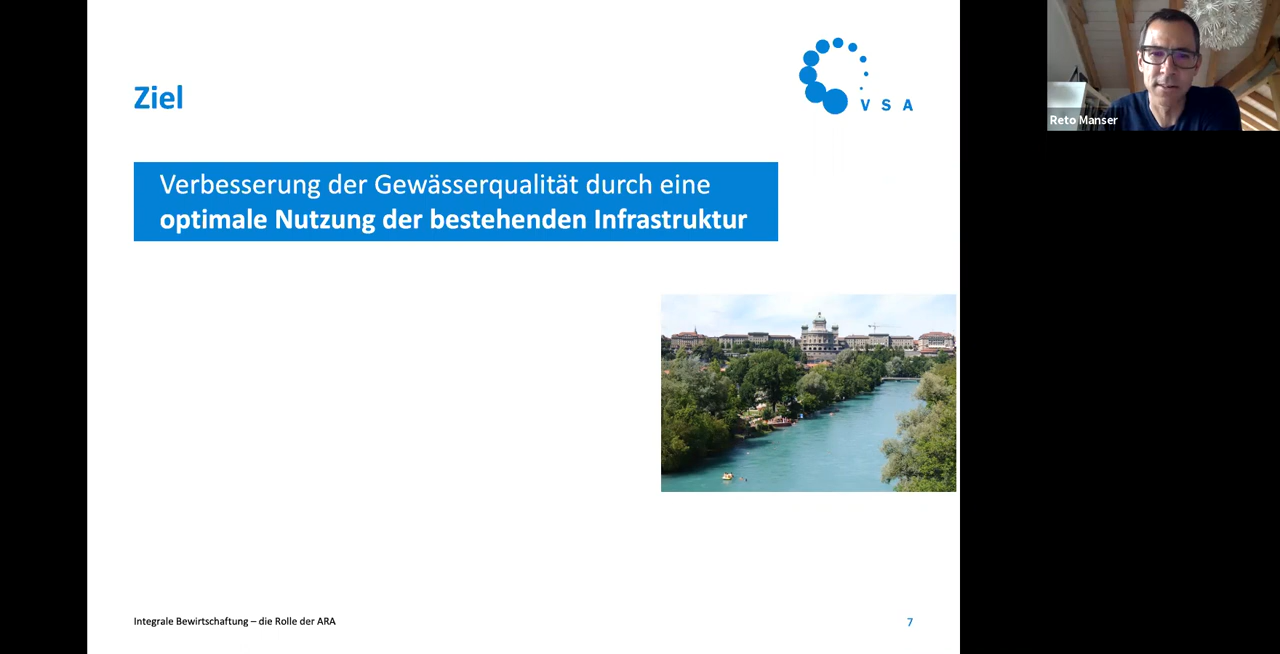 Ziel
V S A
Verbesserung der Gewässerqualität durch eine
optimale Nutzung der bestehenden Infrastruktur
Reto Manser
Integrale Bewirtschaftung – die Rolle der ARA
7